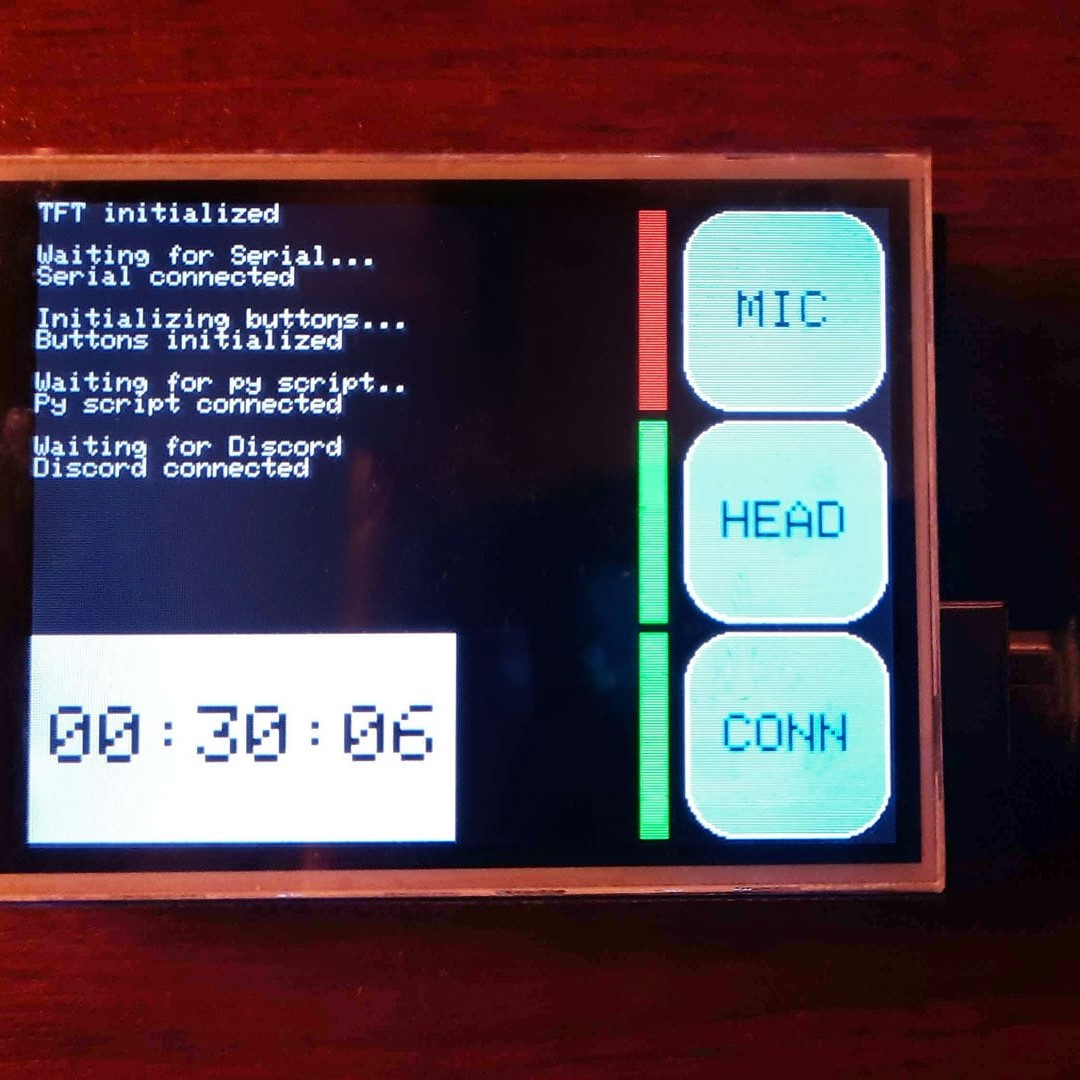 TFT initialized
Waiting for Serial...
Serial connected
Initializing buttons...
Buttons initialized
Waiting for py script..
Py script connected
Waiting for Discord
Discord connected
00:30:06
MIC
HEAD
CONN